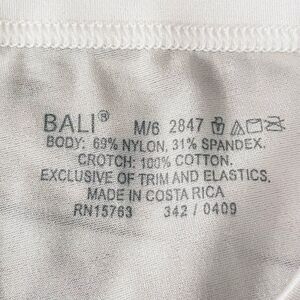 BALI® M/6 2847
BODY: 69% NYLON, 31% SPANDEX.
CROTCH: 100% COTTON.
EXCLUSIVE OF TRIM AND ELASTICS.
MADE IN COSTA RICA
RN15763 342 / 0409